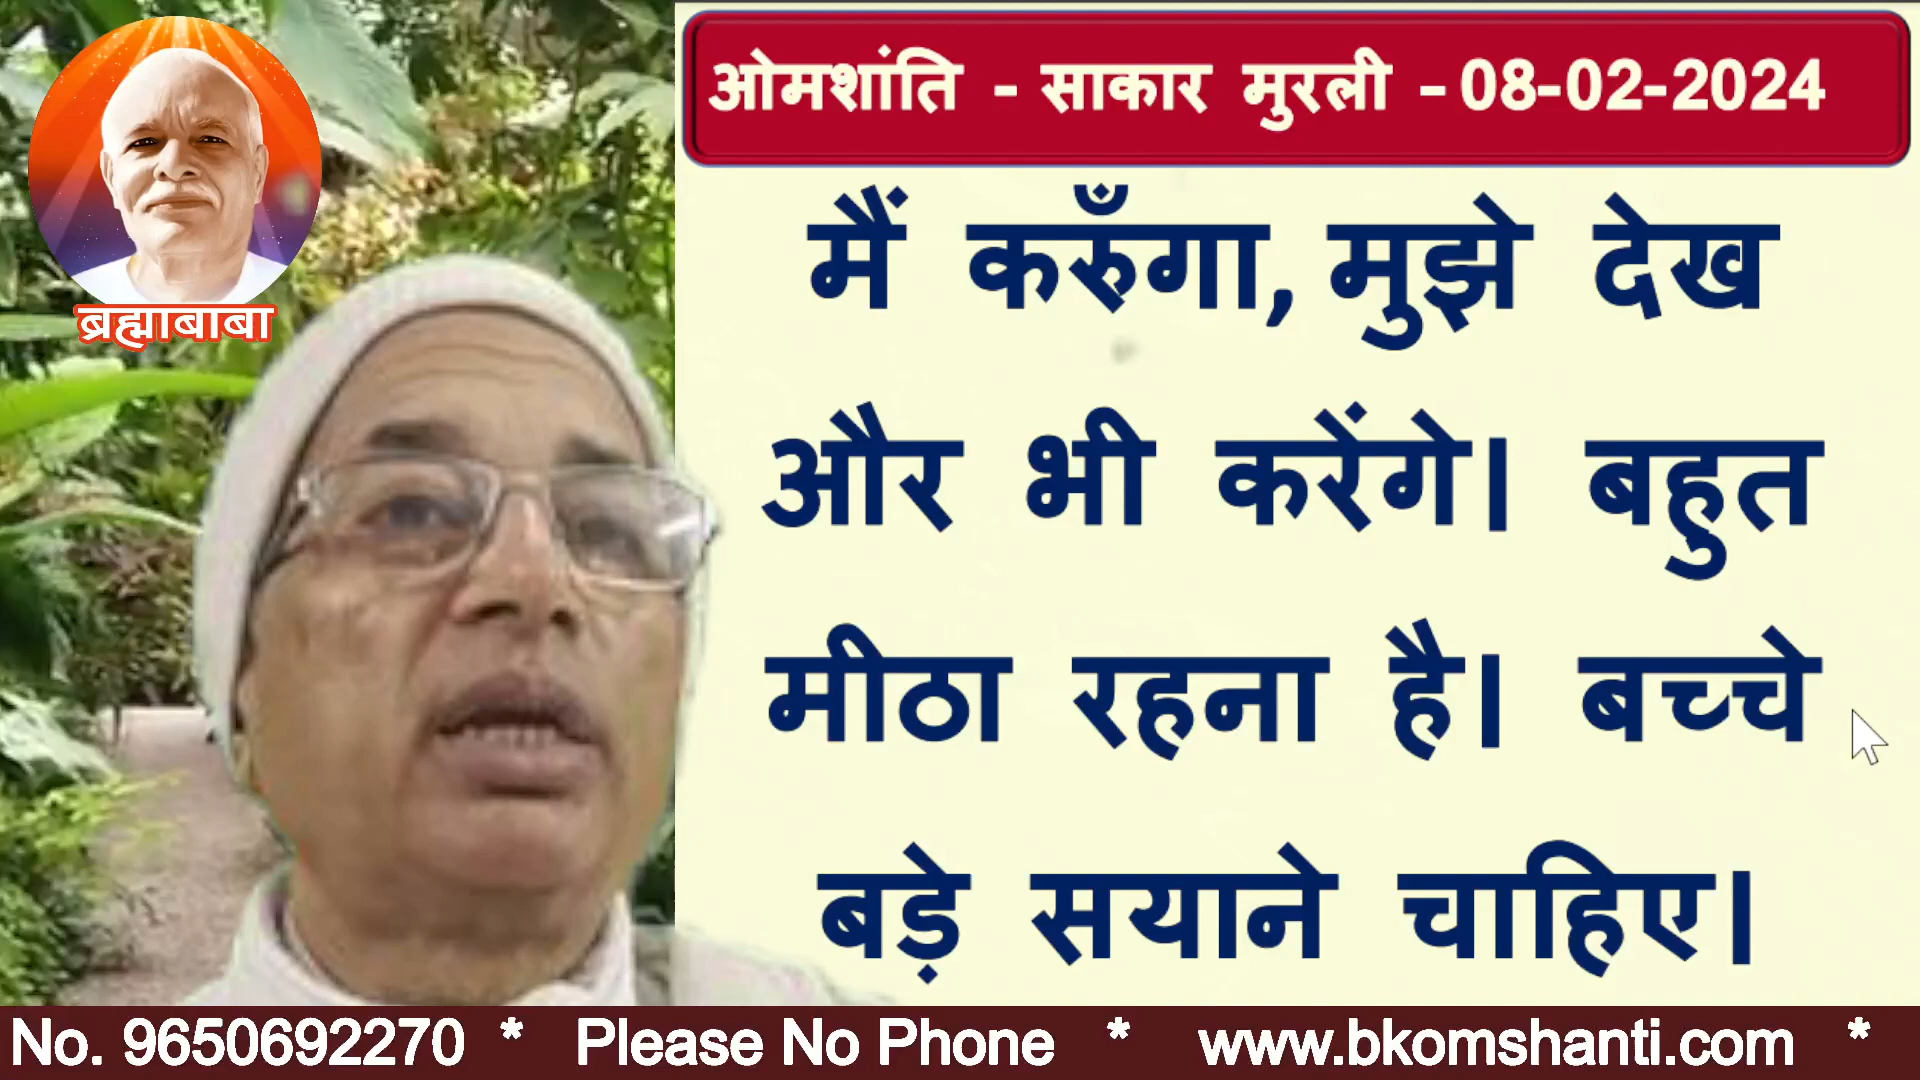 ओमशांति - साकार मुरली - 08-02-2024
ब्रह्माबाबा
मैं करुँगा, मुझे देख
और भी करेंगे। बहुत
मीठा रहना है। बच्चे
बड़े सयाने चाहिए।
No. 9650692270 * Please No Phone * www.bkomshanti.com *